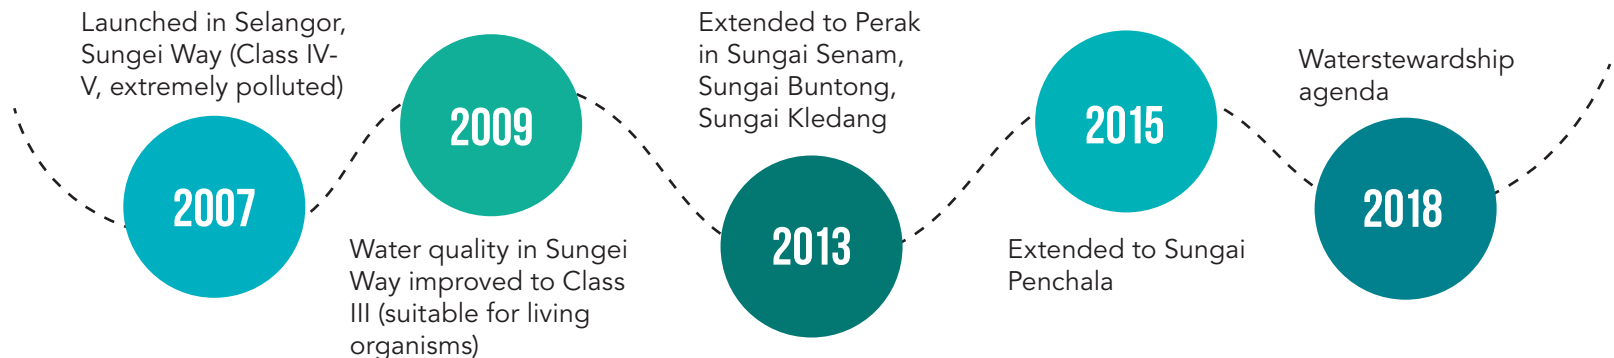 Launched in Selangor,
Sungei Way (Class IV-
V, extremely polluted)
2007
2009
Water quality in Sungei
Way improved to Class
III (suitable for living
organisms)
Extended to Perak
in Sungai Senam,
Sungai Buntong,
Sungai Kledang
2013
2015
Extended to Sungai
Penchala
Waterstewardship
agenda
2018